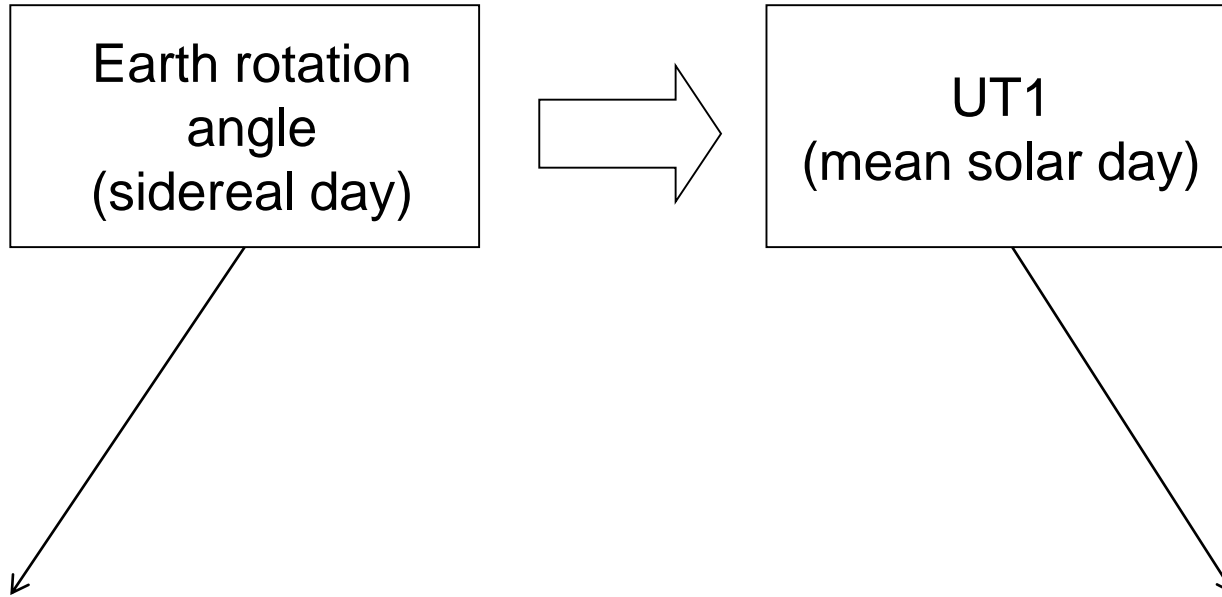 Earth rotation
angle
(sidereal day)
UT1
(mean solar day)